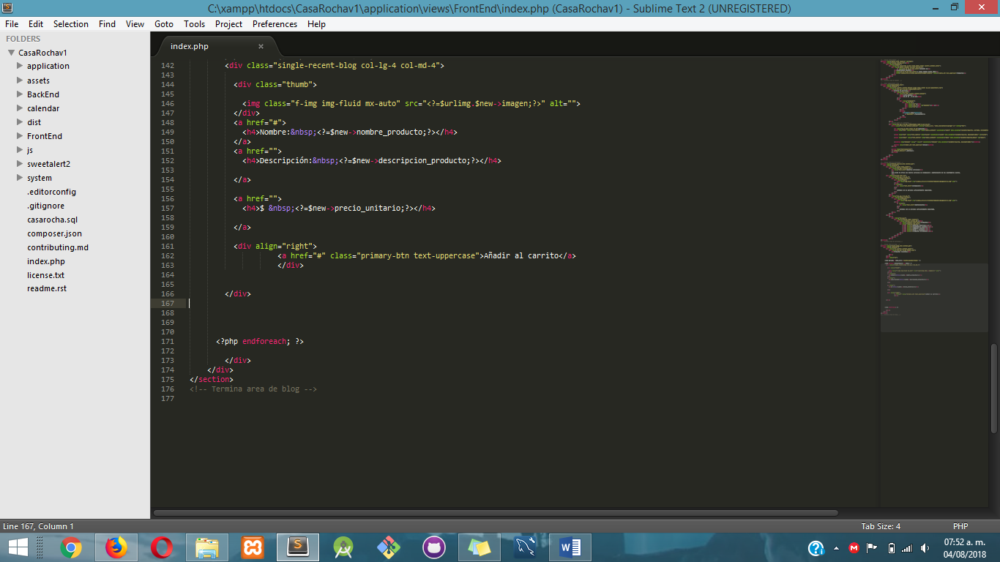 C:\xampp\htdocs\CasaRochav1\application\views\FrontEnd\index.php (CasaRochav1) - Sublime Text 2 (UNREGISTERED)
File Edit Selection Find View Goto Tools Project Preferences Help
FOLDERS
CasaRochav1
application
assets
BackEnd
calendar
dist
FrontEnd
js
sweetalert2
system
.editorconfig
.gitignore
casarocha.sql
composer.json
contributing.md
index.php
license.txt
readme.rst
index.php
142 <div class="single-recent-blog col-lg-4 col-md-4">
143
144 <div class="thumb">
145
146 <img class="f-img img-fluid mx-auto" src="<?=$urlimg.$new->imagen;?>" alt="">
147 </div>
148 <a href="#">
149 <h4>Nombre:&nbsp;<?=$new->nombre_producto;?></h4>
150 </a>
151 <a href="">
152 <h4>Descripción:&nbsp;<?=$new->descripcion_producto;?></h4>
153
154 </a>
155
156 <a href="">
157 <h4>$ &nbsp;<?=$new->precio_unitario;?></h4>
158
159 </a>
160
161 <div align="right">
162 <a href="#" class="primary-btn text-uppercase">Añadir al carrito</a>
163 </div>
164
165
166 </div>
167
168
169
170
171 <?php endforeach; ?>
172
173 </div>
174 </div>
175 </section>
176 <!-- Termina area de blog -->
177
Line 167, Column 1
Tab Size: 4
PHP
07:52 a. m.
04/08/2018